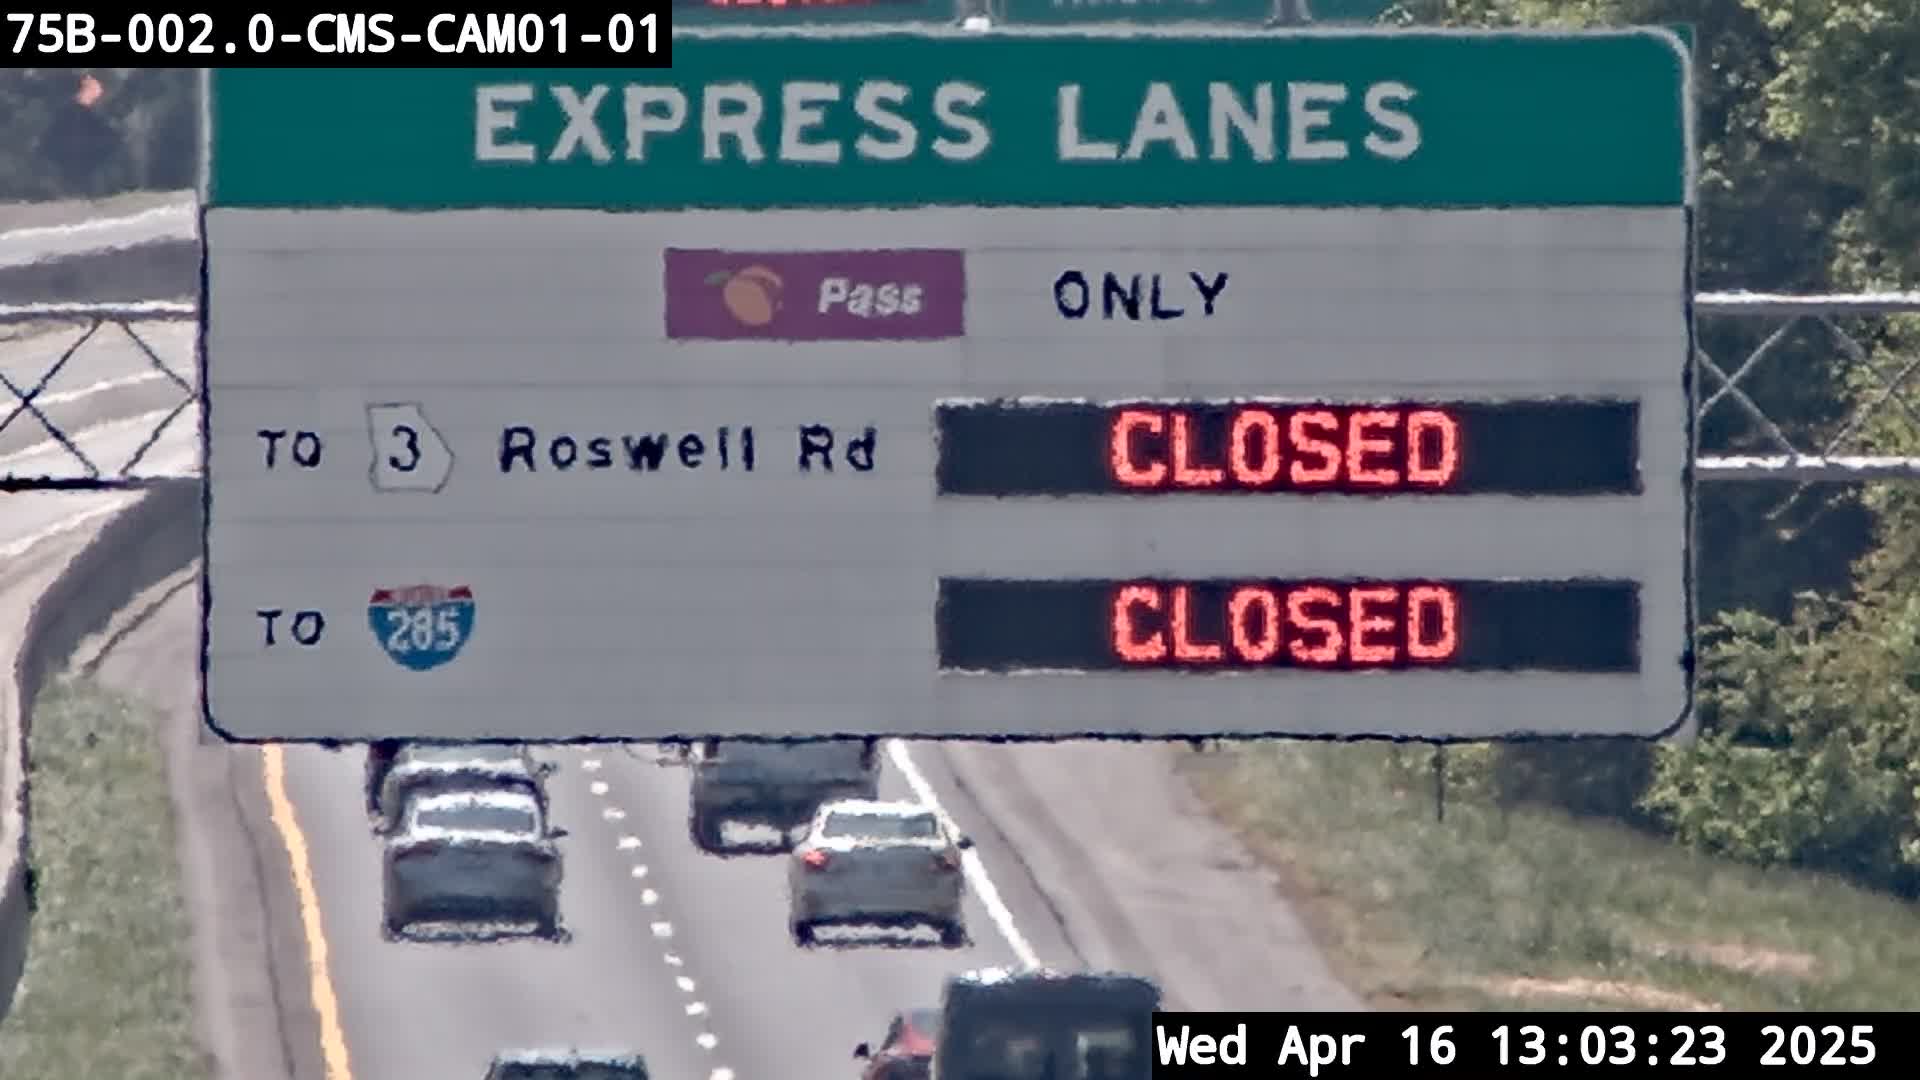 75B-002.0-CMS-CAM01-01
EXPRESS LANES
Pass ONLY
TO 3 Roswell Rd CLOSED
TO 285 CLOSED
Wed Apr 16 13:03:23 2025